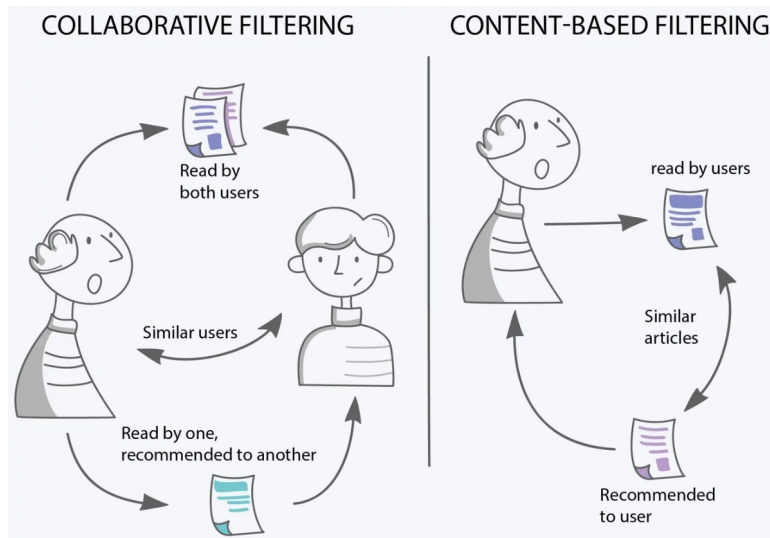 COLLABORATIVE FILTERING
Read by
both users
Similar users
Read by one,
recommended to another
CONTENT-BASED FILTERING
read by users
Similar
articles
Recommended
to user